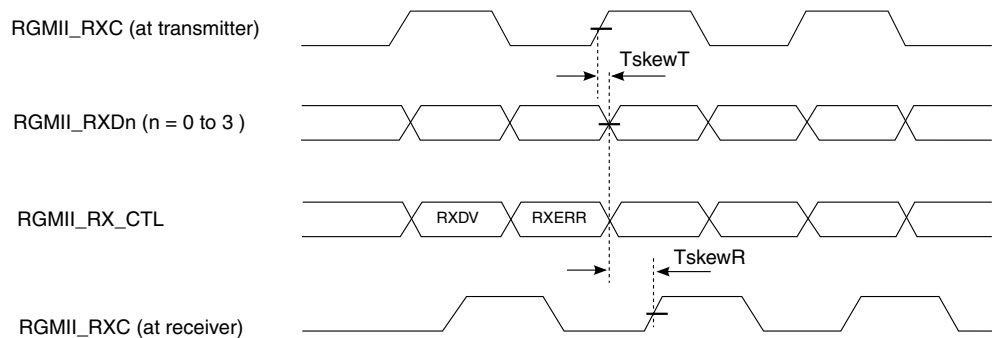 RGMII_RXC (at transmitter)
TskewT
RGMII_RXDn (n = 0 to 3 )
RGMII_RX_CTL
RXDV
RXERR
TskewR
RGMII_RXC (at receiver)